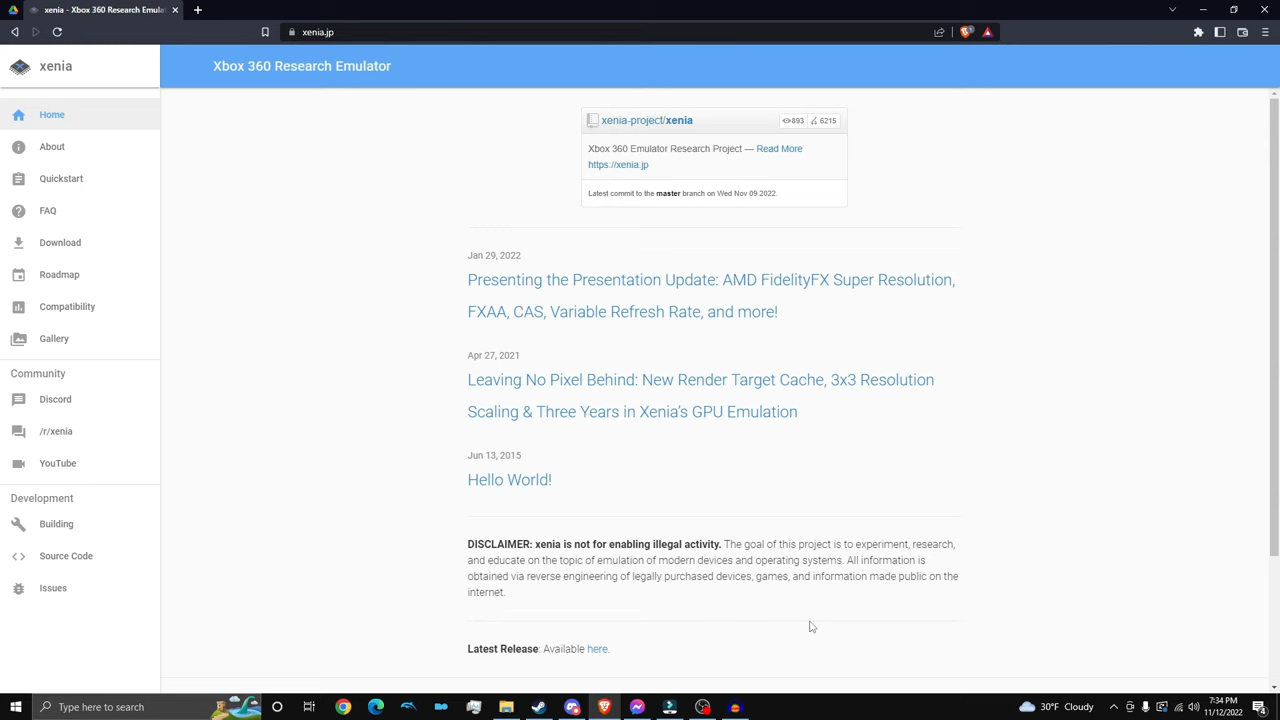 xenia - Xbox 360 Research Emulat
xenia.jp
xenia
Xbox 360 Research Emulator
Home
About
Quickstart
FAQ
Download
Roadmap
Compatibility
Gallery
Community
Discord
/r/xenia
YouTube
Development
Building
Source Code
Issues
xenia-project/xenia
893
6215
Xbox 360 Emulator Research Project — Read More
https://xenia.jp
Latest commit to the master branch on Wed Nov 09 2022.
Jan 29, 2022
Presenting the Presentation Update: AMD FidelityFX Super Resolution,
FXAA, CAS, Variable Refresh Rate, and more!
Apr 27, 2021
Leaving No Pixel Behind: New Render Target Cache, 3x3 Resolution
Scaling & Three Years in Xenia's GPU Emulation
Jun 13, 2015
Hello World!
DISCLAIMER: xenia is not for enabling illegal activity. The goal of this project is to experiment, research,
and educate on the topic of emulation of modern devices and operating systems. All information is
obtained via reverse engineering of legally purchased devices, games, and information made public on the
internet.
Latest Release: Available here.
Type here to search
30°F Cloudy
7:34 PM
11/12/2022